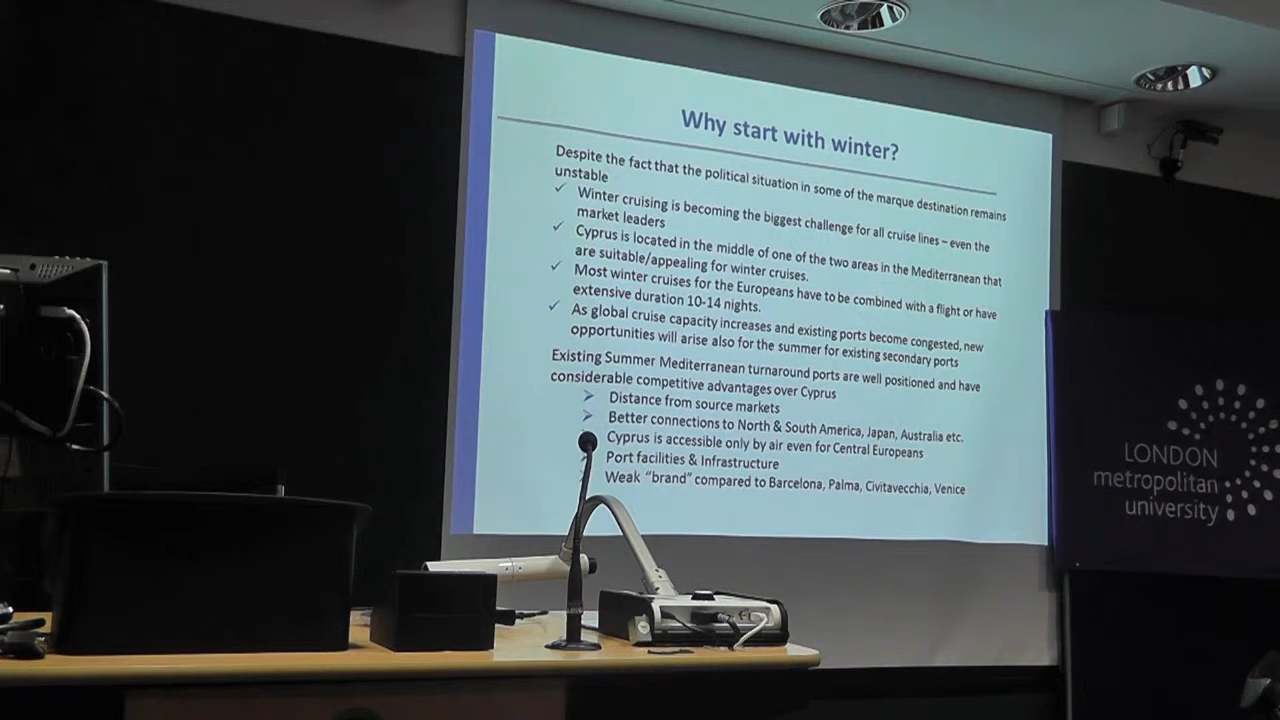 Why start with winter?
Despite the fact that the political situation in some of the marque destination remains
unstable
✓ Winter cruising is becoming the biggest challenge for all cruise lines – even the
market leaders
✓ Cyprus is located in the middle of one of the two areas in the Mediterranean that
are suitable/appealing for winter cruises.
✓ Most winter cruises for the Europeans have to be combined with a flight or have
extensive duration 10-14 nights.
✓ As global cruise capacity increases and existing ports become congested, new
opportunities will arise also for the summer for existing secondary ports
Existing Summer Mediterranean turnaround ports are well positioned and have
considerable competitive advantages over Cyprus
➢ Distance from source markets
➢ Better connections to North & South America, Japan, Australia etc.
Cyprus is accessible only by air even for Central Europeans
➢ Port facilities & Infrastructure
➢ Weak “brand” compared to Barcelona, Palma, Civitavecchia, Venice
LONDON
metropolitan
university